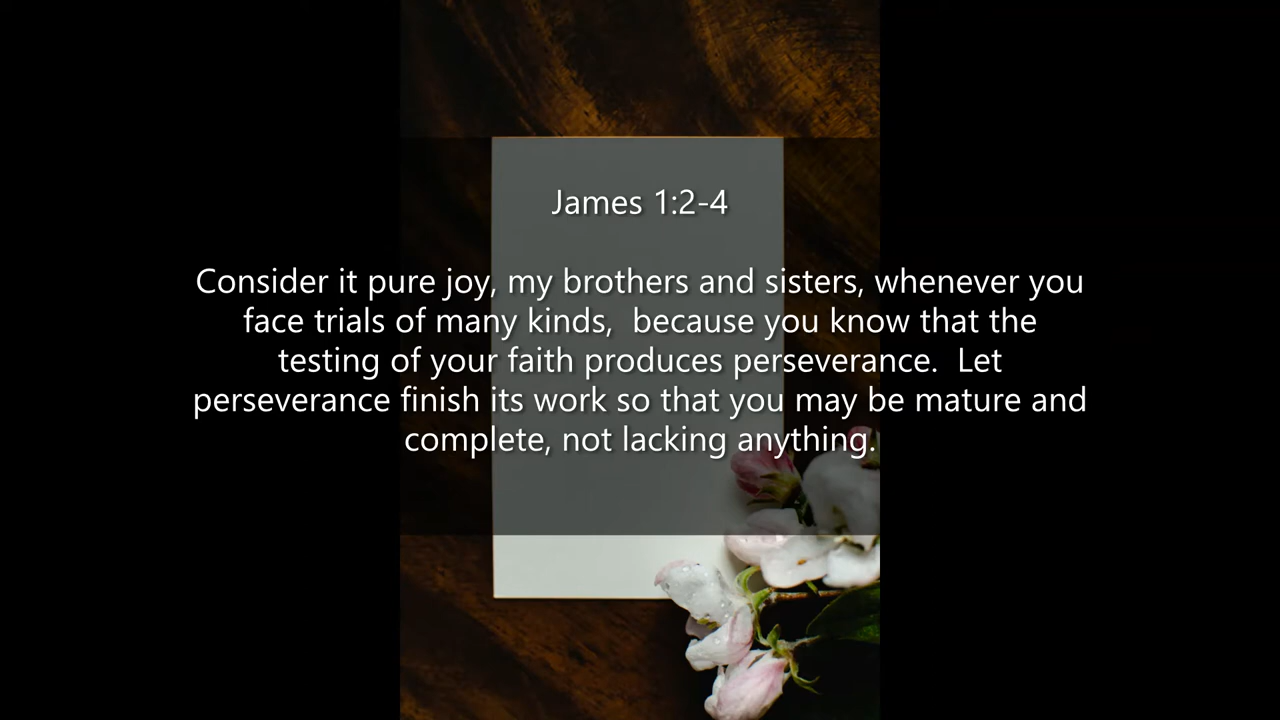 James 1:2-4
Consider it pure joy, my brothers and sisters, whenever you
face trials of many kinds,  because you know that the
testing of your faith produces perseverance.  Let
perseverance finish its work so that you may be mature and
complete, not lacking anything.